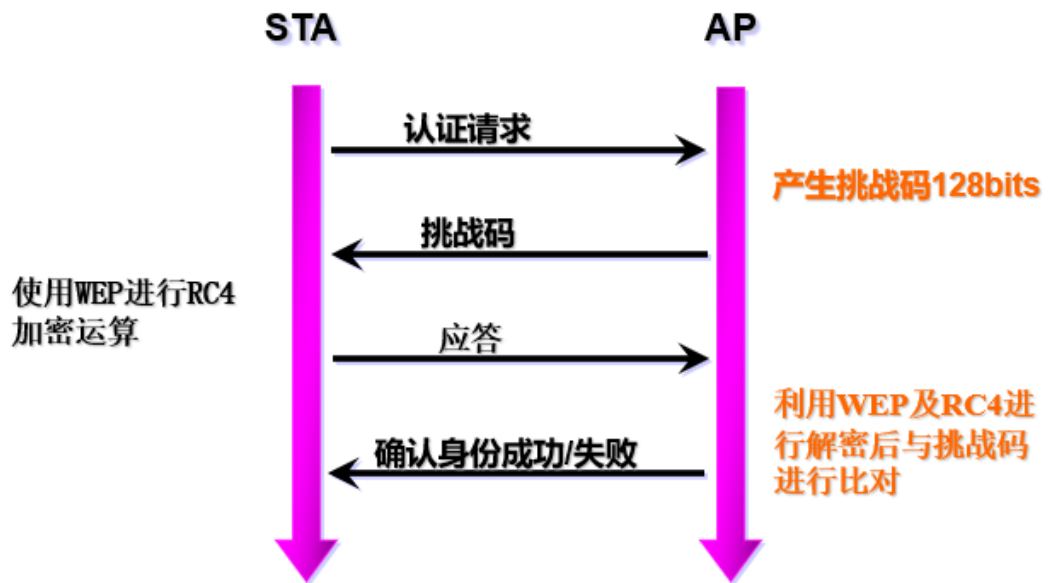 STA
AP
认证请求
产生挑战码128bits
挑战码
使用WEP进行RC4
加密运算
应答
利用WEP及RC4进
行解密后与挑战码
进行比对
确认身份成功/失败